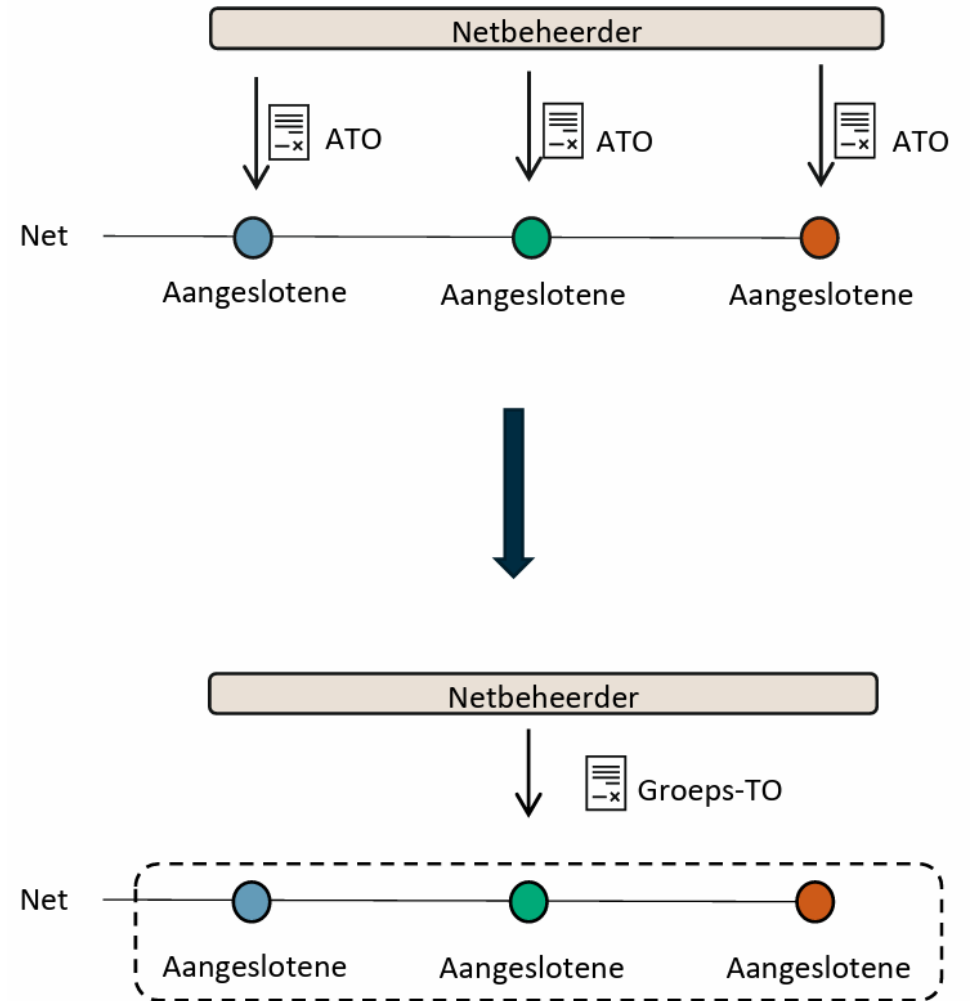 Netbeheerder
ATO ATO ATO
Net
Aangeslotene Aangeslotene Aangeslotene
Netbeheerder
Groeps-TO
Net
Aangeslotene Aangeslotene Aangeslotene